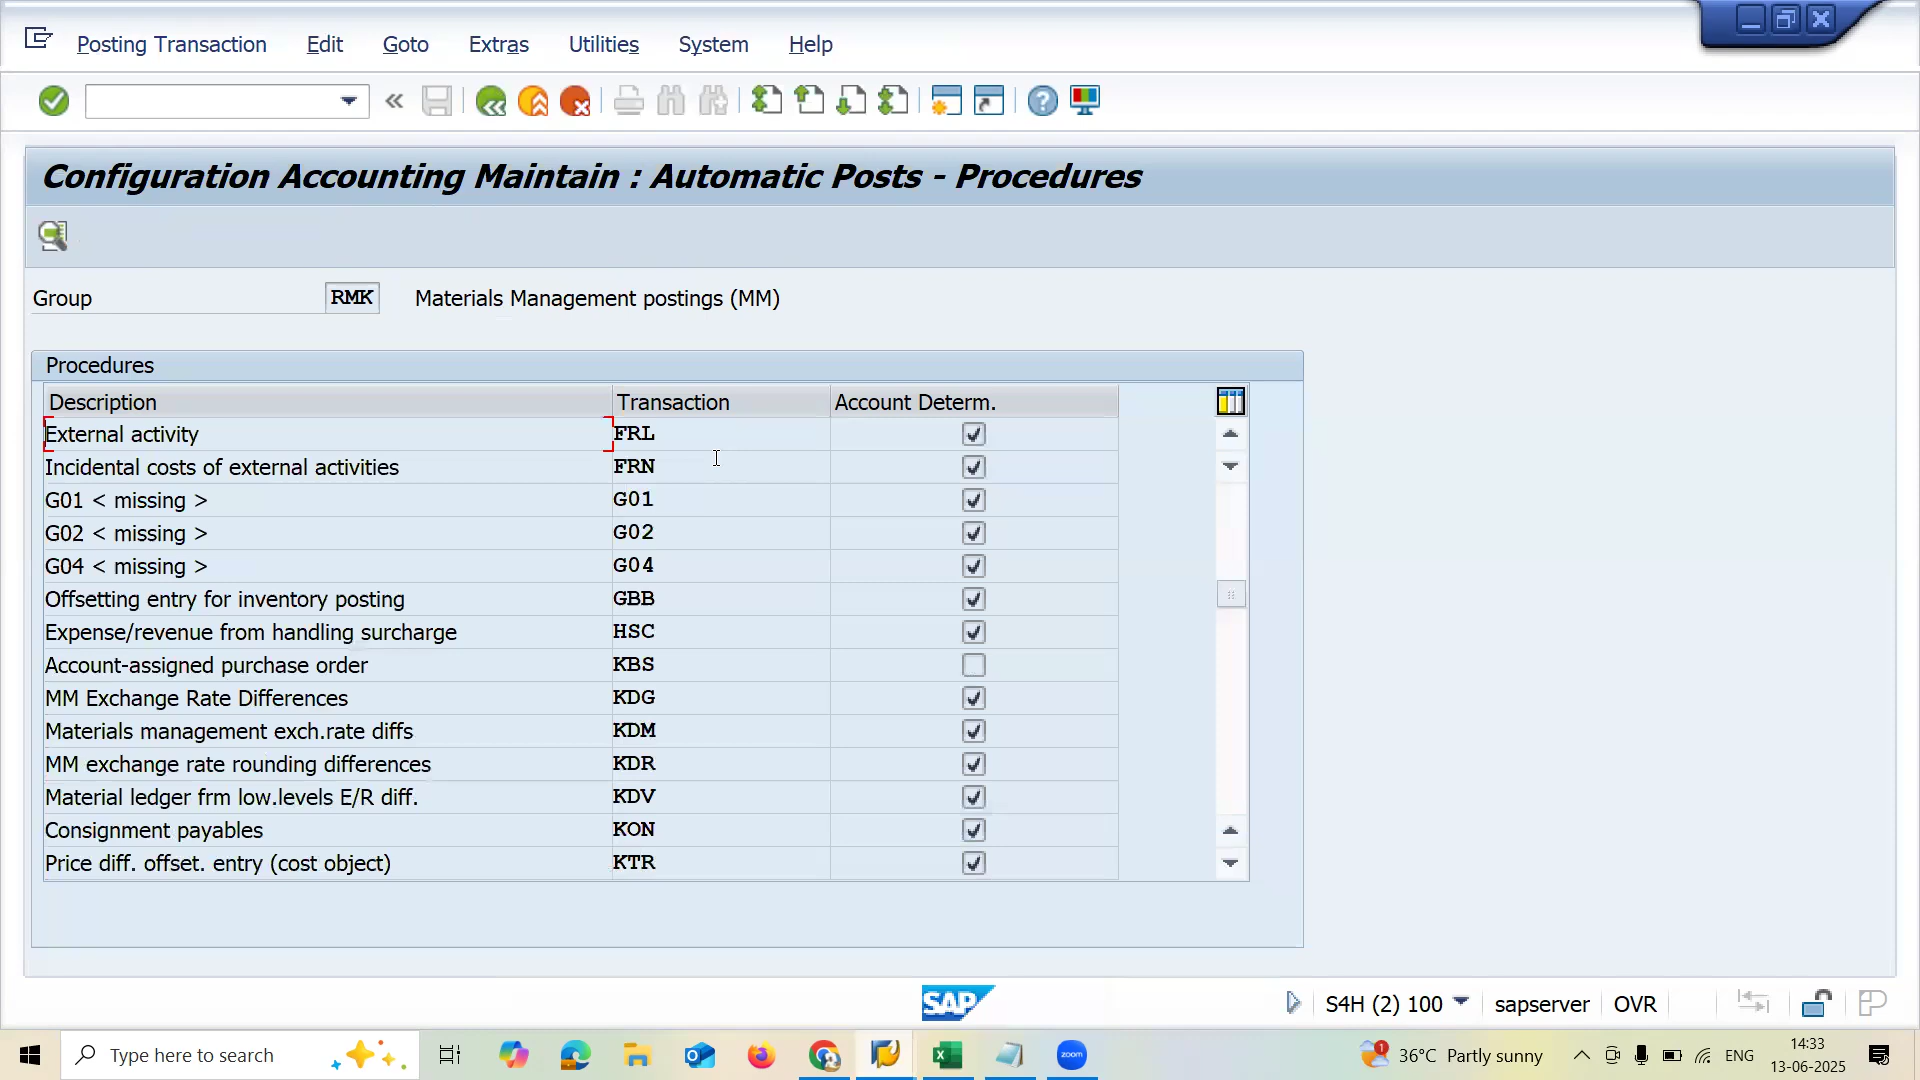 Posting Transaction Edit Goto Extras Utilities System Help
Configuration Accounting Maintain : Automatic Posts - Procedures
Group RMK Materials Management postings (MM)
Procedures
Description Transaction Account Determ.
External activity FRL
Incidental costs of external activities FRN
G01 < missing > G01
G02 < missing > G02
G04 < missing > G04
Offsetting entry for inventory posting GBB
Expense/revenue from handling surcharge HSC
Account-assigned purchase order KBS
MM Exchange Rate Differences KDG
Materials management exch.rate diffs KDM
MM exchange rate rounding differences KDR
Material ledger frm low.levels E/R diff. KDV
Consignment payables KON
Price diff. offset. entry (cost object) KTR
SAP S4H (2) 100 sapserver OVR
Type here to search zoom 1 36°C Partly sunny ENG 14:33
13-06-2025